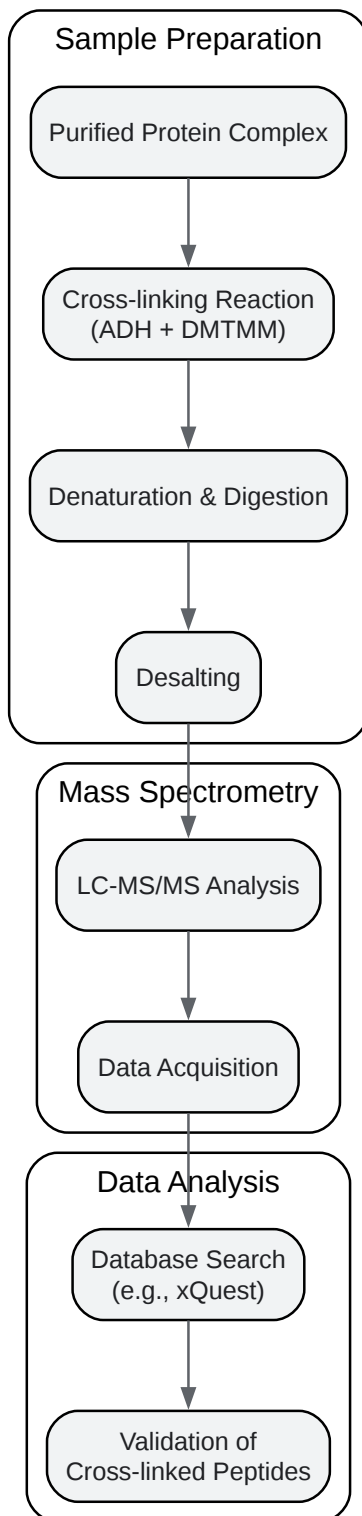 Sample Preparation
Purified Protein Complex
Cross-linking Reaction
(ADH + DMTMM)
Denaturation & Digestion
Desalting
Mass Spectrometry
LC-MS/MS Analysis
Data Acquisition
Data Analysis
Database Search
(e.g., xQuest)
Validation of
Cross-linked Peptides